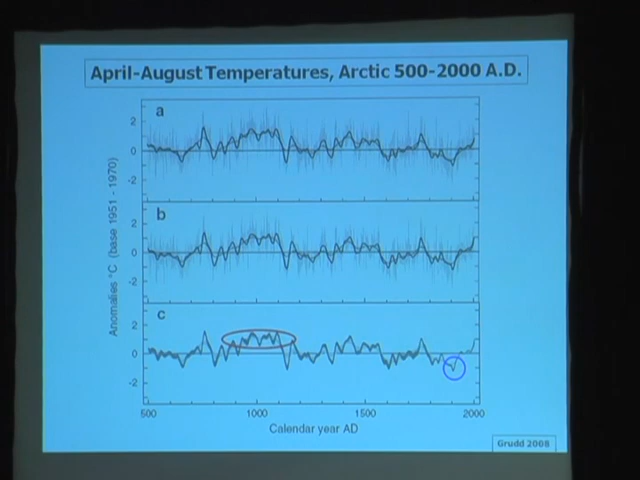 April-August Temperatures, Arctic 500-2000 A.D.
a
2
0
-2
b
2
0
-2
c
2
0
-2
Anomalies °C (base 1951 - 1970)
500 1000 1500 2000
Calendar year AD
Grudd 2008